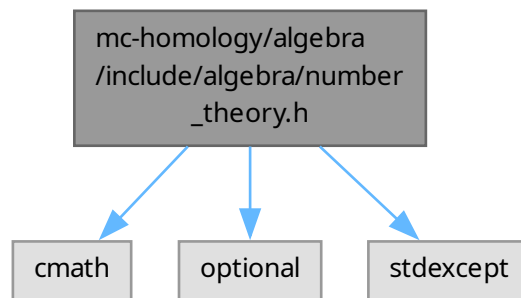 mc-homology/algebra
/include/algebra/number
_theory.h
cmath
optional
stdexcept